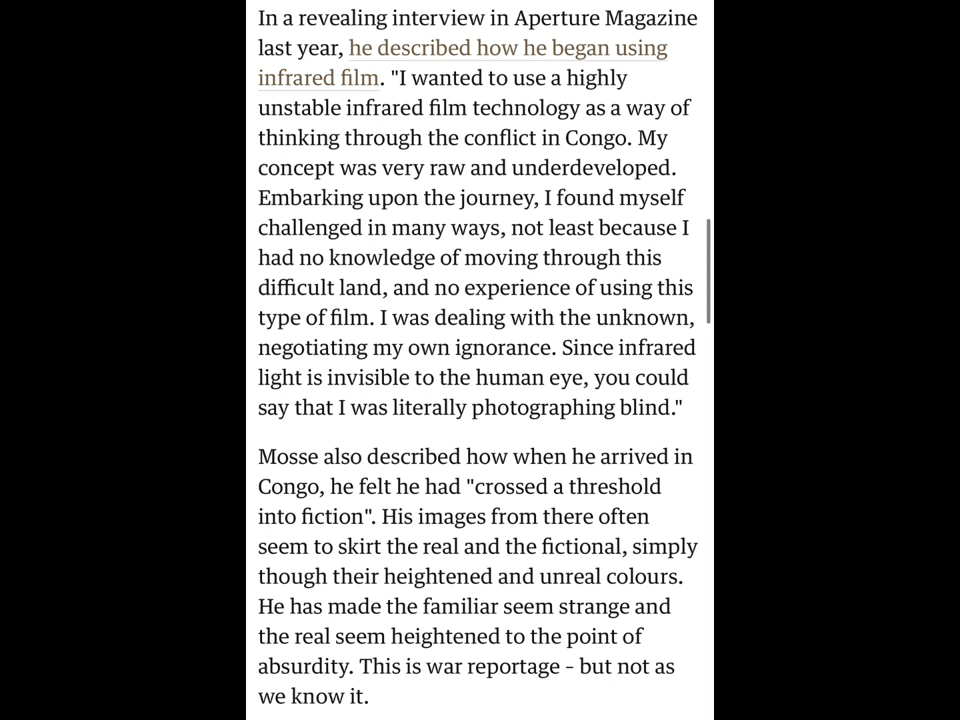 In a revealing interview in Aperture Magazine
last year, he described how he began using
infrared film. "I wanted to use a highly
unstable infrared film technology as a way of
thinking through the conflict in Congo. My
concept was very raw and underdeveloped.
Embarking upon the journey, I found myself
challenged in many ways, not least because I
had no knowledge of moving through this
difficult land, and no experience of using this
type of film. I was dealing with the unknown,
negotiating my own ignorance. Since infrared
light is invisible to the human eye, you could
say that I was literally photographing blind."
Mosse also described how when he arrived in
Congo, he felt he had "crossed a threshold
into fiction". His images from there often
seem to skirt the real and the fictional, simply
though their heightened and unreal colours.
He has made the familiar seem strange and
the real seem heightened to the point of
absurdity. This is war reportage – but not as
we know it.